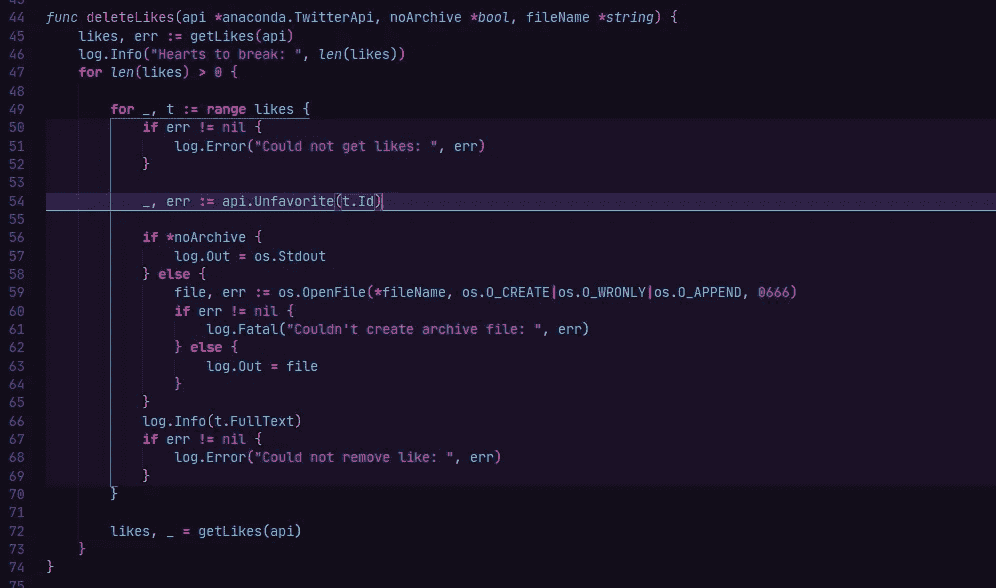 44 func deleteLikes(api *anaconda.TwitterApi, noArchive *bool, fileName *string) {
45     likes, err := getLikes(api)
46     log.Info("Hearts to break: ", len(likes))
47     for len(likes) > 0 {
48
49         for _, t := range likes {
50             if err != nil {
51                 log.Error("Could not get likes: ", err)
52             }
53
54             _, err := api.Unfavorite(t.Id)
55
56             if *noArchive {
57                 log.Out = os.Stdout
58             } else {
59                 file, err := os.OpenFile(*fileName, os.O_CREATE|os.O_WRONLY|os.O_APPEND, 0666)
60                 if err != nil {
61                     log.Fatal("Couldn't create archive file: ", err)
62                 } else {
63                     log.Out = file
64                 }
65             }
66             log.Info(t.FullText)
67             if err != nil {
68                 log.Error("Could not remove like: ", err)
69             }
70         }
71
72         likes, _ = getLikes(api)
73     }
74 }
75